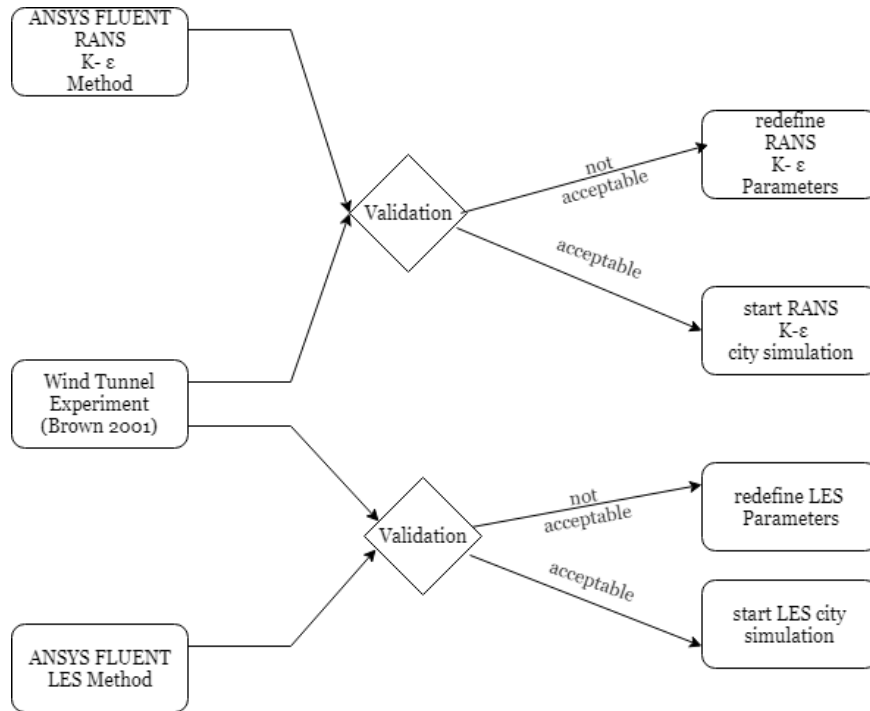 ANSYS FLUENT
RANS
K- ε
Method
Validation
not
acceptable
redefine
RANS
K- ε
Parameters
acceptable
start RANS
K-ε
city simulation
Wind Tunnel
Experiment
(Brown 2001)
Validation
not
acceptable
redefine LES
Parameters
acceptable
start LES city
simulation
ANSYS FLUENT
LES Method